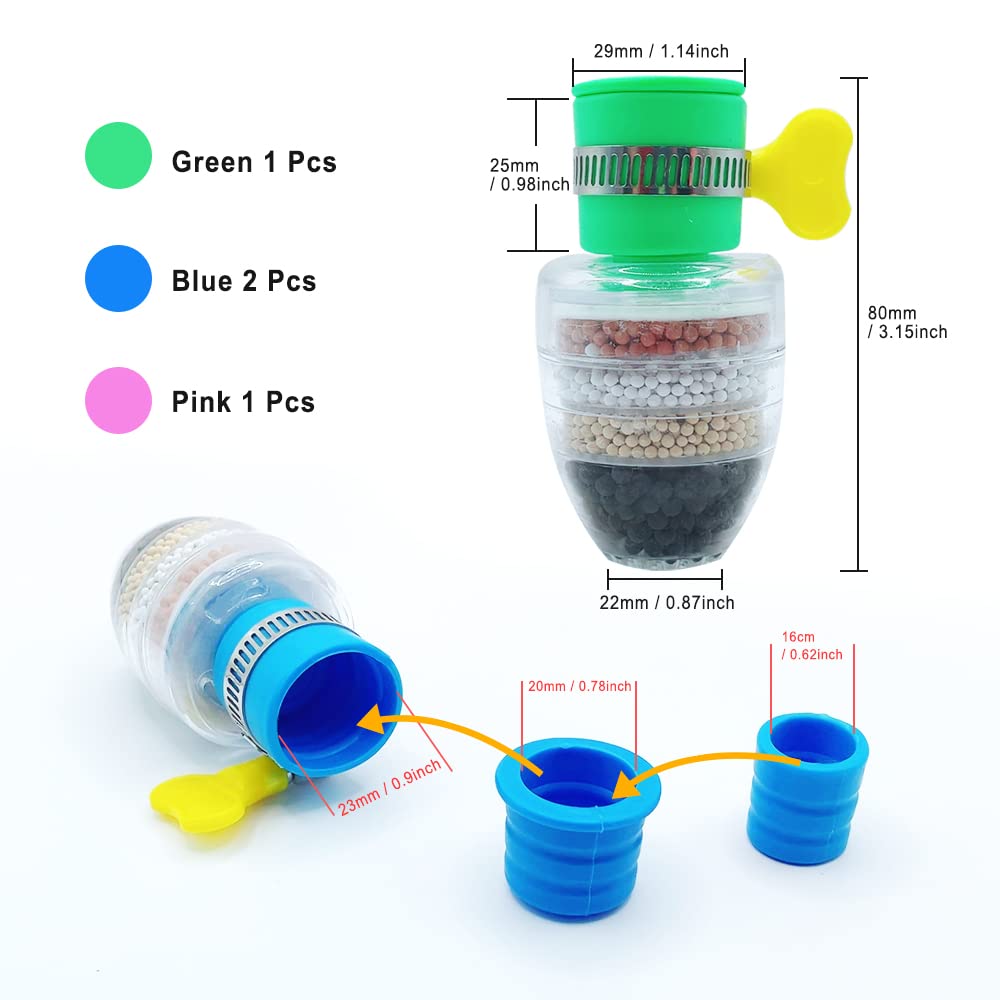 29mm / 1.14inch
Green 1 Pcs
25mm
/ 0.98inch
Blue 2 Pcs
80mm
/ 3.15inch
Pink 1 Pcs
22mm / 0.87inch
16cm
/ 0.62inch
20mm / 0.78inch
23mm / 0.9inch